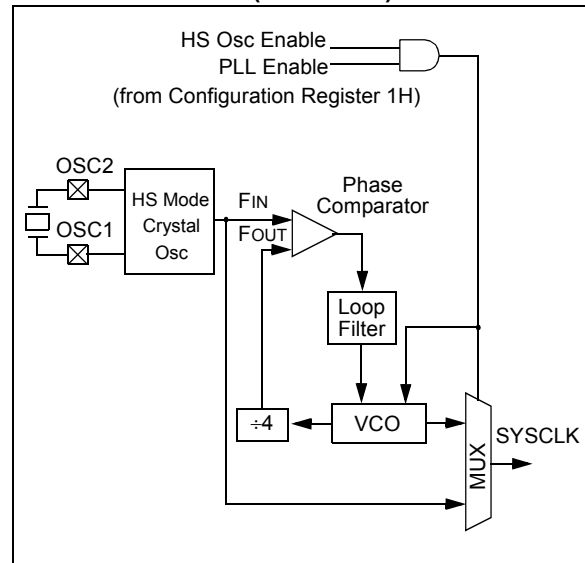 HS Osc Enable
PLL Enable
(from Configuration Register 1H)
OSC2
OSC1
HS Mode
Crystal
Osc
FIN
FOUT
Phase
Comparator
Loop
Filter
÷4
VCO
MUX
SYSCLK